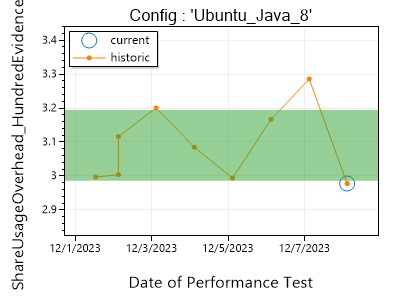 Config : 'Ubuntu_Java_8'
ShareUsageOverhead_HundredEvidence
current
historic
3.4
3.3
3.2
3.1
3
2.9
12/1/2023
12/3/2023
12/5/2023
12/7/2023
Date of Performance Test